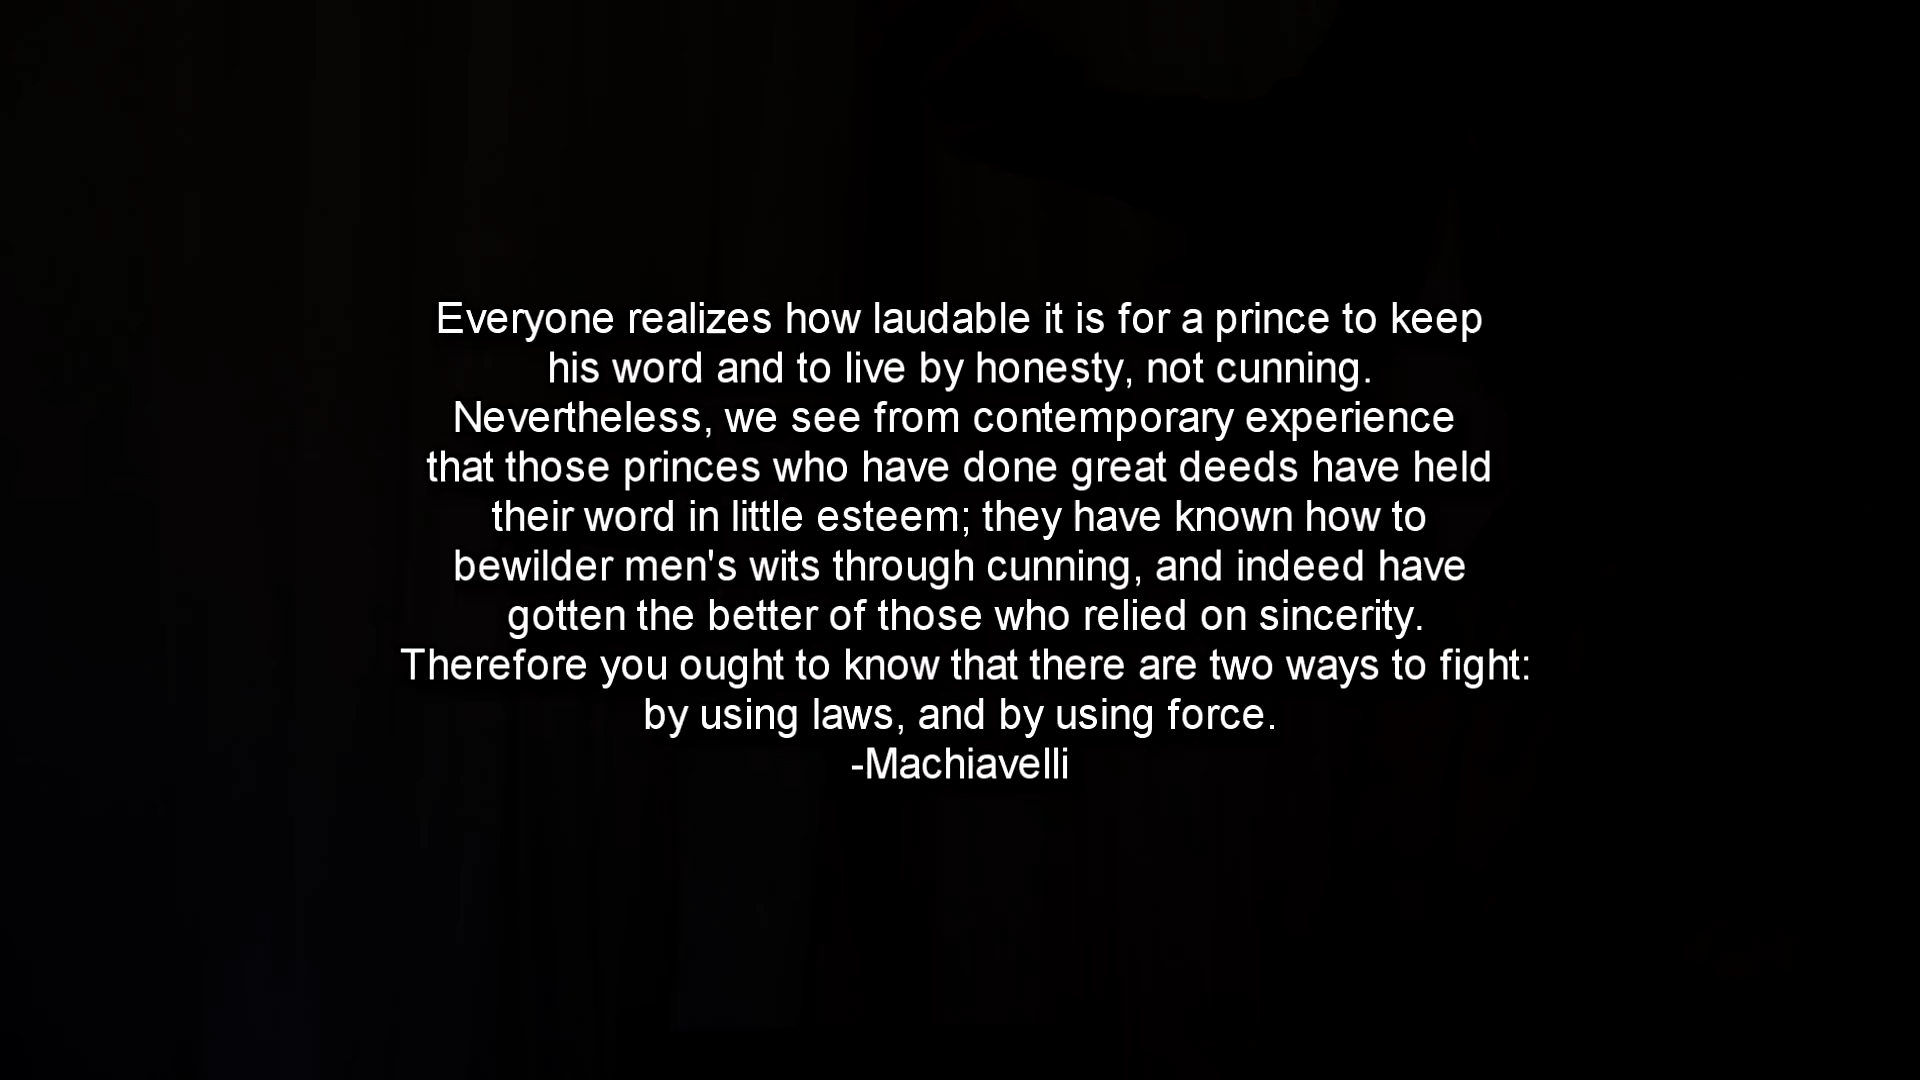 Everyone realizes how laudable it is for a prince to keep
his word and to live by honesty, not cunning.
Nevertheless, we see from contemporary experience
that those princes who have done great deeds have held
their word in little esteem; they have known how to
bewilder men's wits through cunning, and indeed have
gotten the better of those who relied on sincerity.
Therefore you ought to know that there are two ways to fight:
by using laws, and by using force.
-Machiavelli